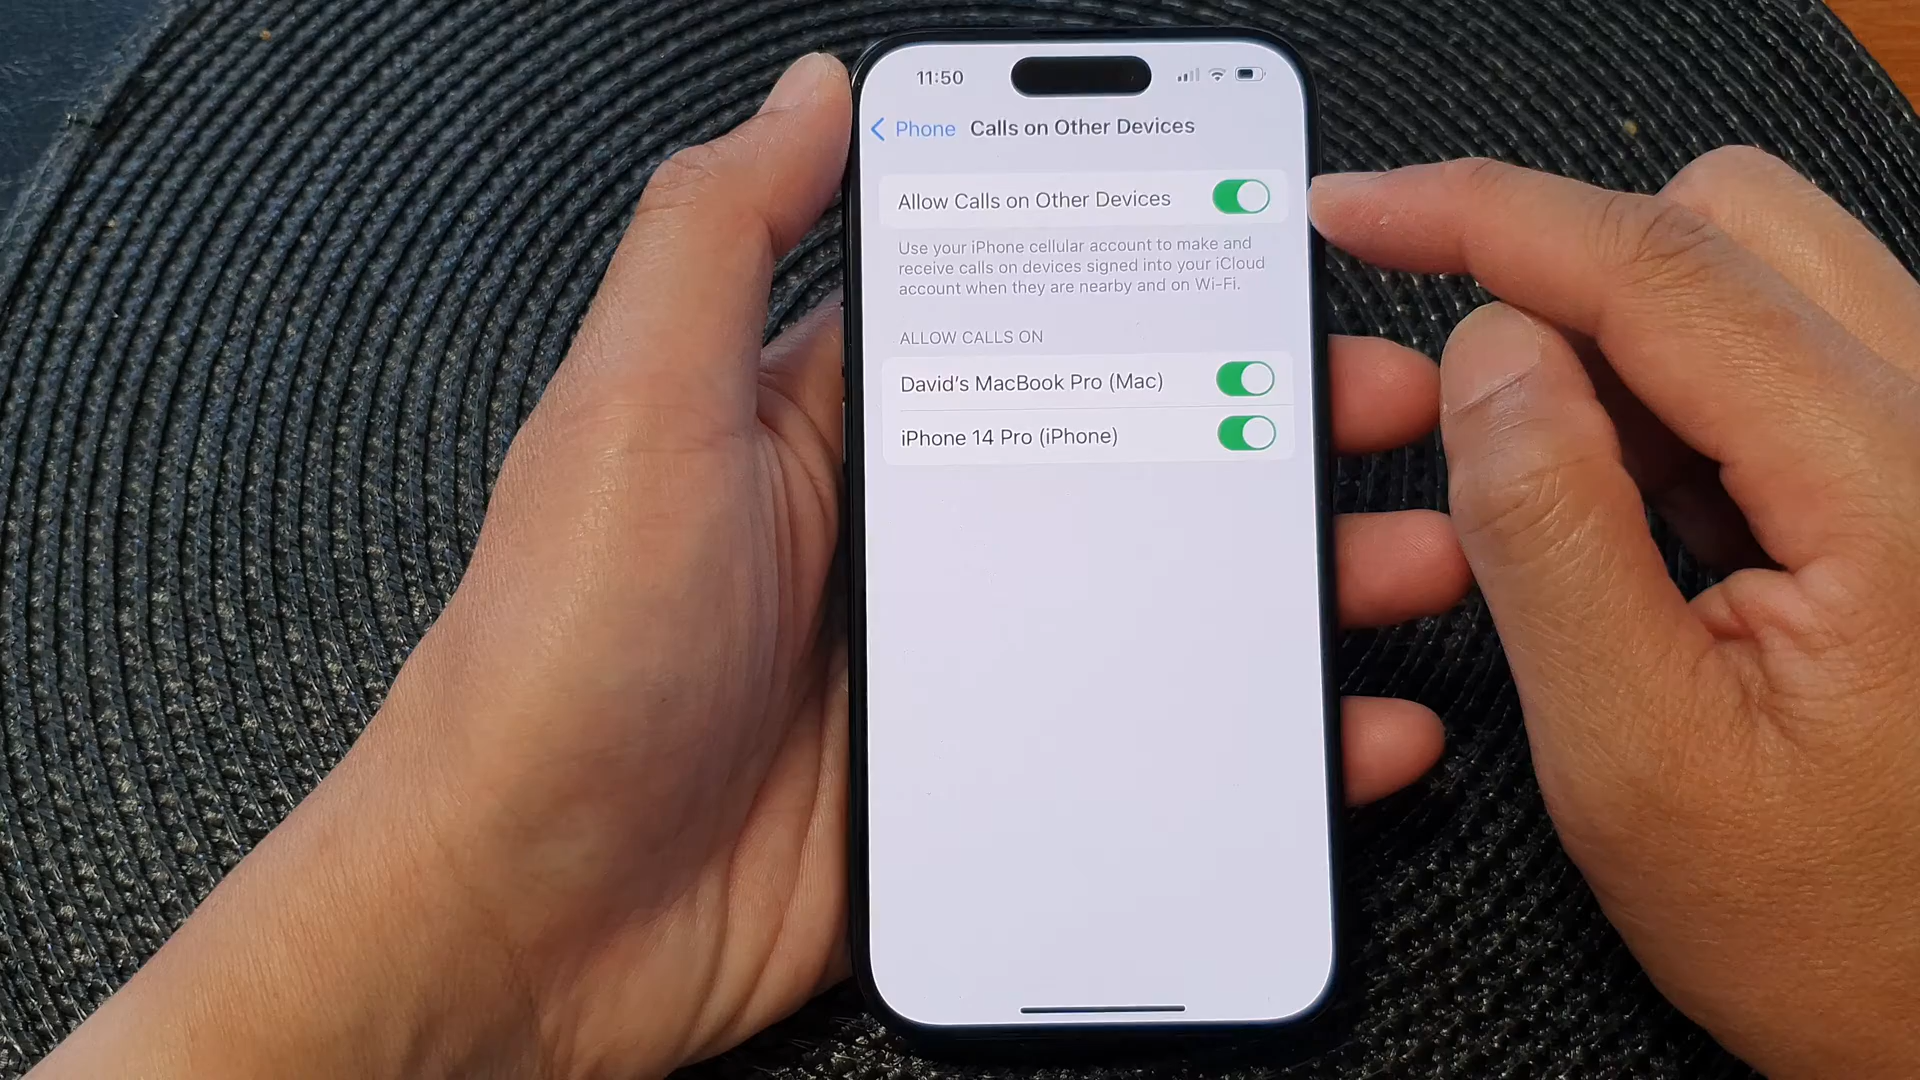 11:50
Phone Calls on Other Devices
Allow Calls on Other Devices
Use your iPhone cellular account to make and
receive calls on devices signed into your iCloud
account when they are nearby and on Wi-Fi.
ALLOW CALLS ON
David's MacBook Pro (Mac)
iPhone 14 Pro (iPhone)